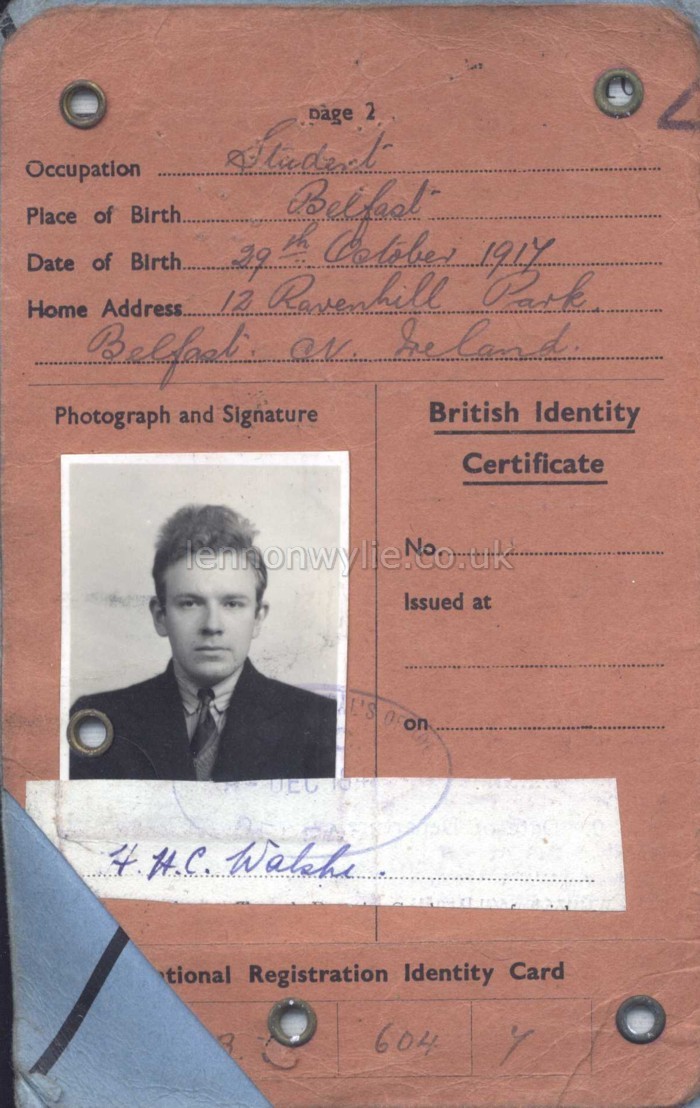 page 2
Occupation Student
Place of Birth Belfast
Date of Birth 29th October 1917
Home Address 12 Ravenhill Park.
Belfast. N. Ireland.
Photograph and Signature
British Identity
Certificate
No.
Issued at
on
lennonwylie.co.uk
DEC
H.H.C. Walshe.
tional Registration Identity Card
604 7